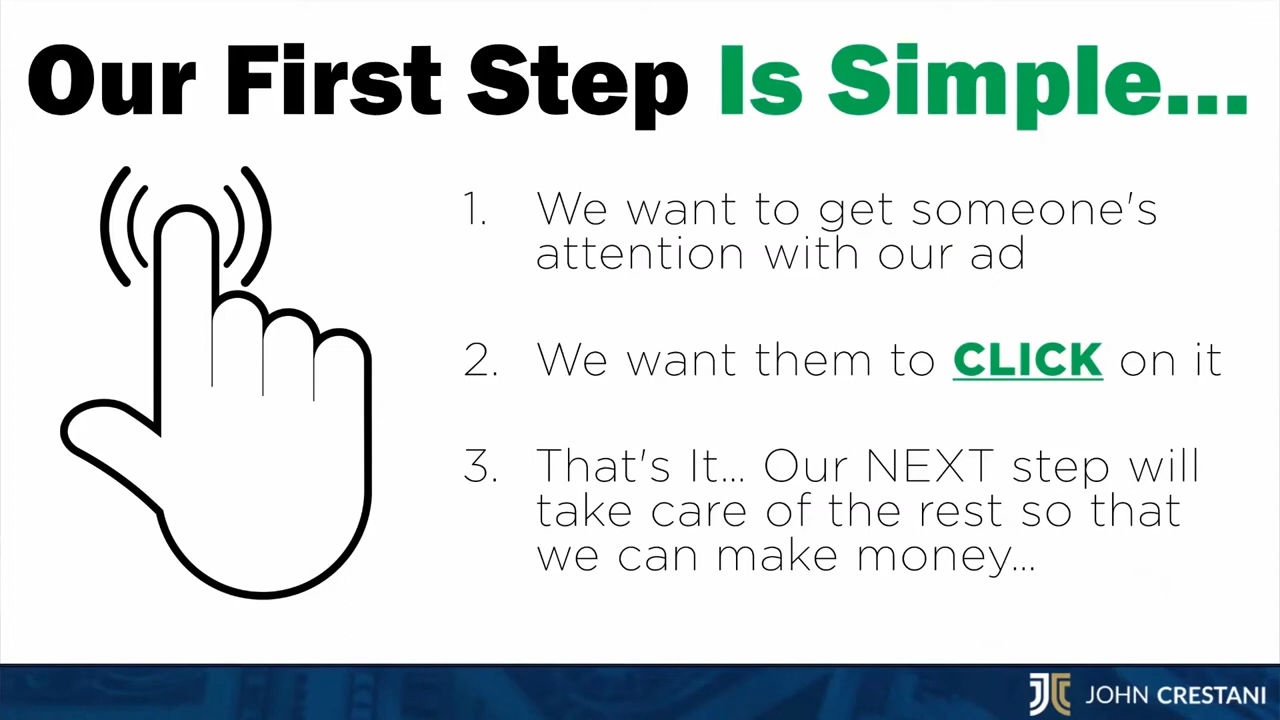 Our First Step Is Simple...
1. We want to get someone's
attention with our ad
2. We want them to CLICK on it
3. That's It... Our NEXT step will
take care of the rest so that
we can make money...
JOHN CRESTANI